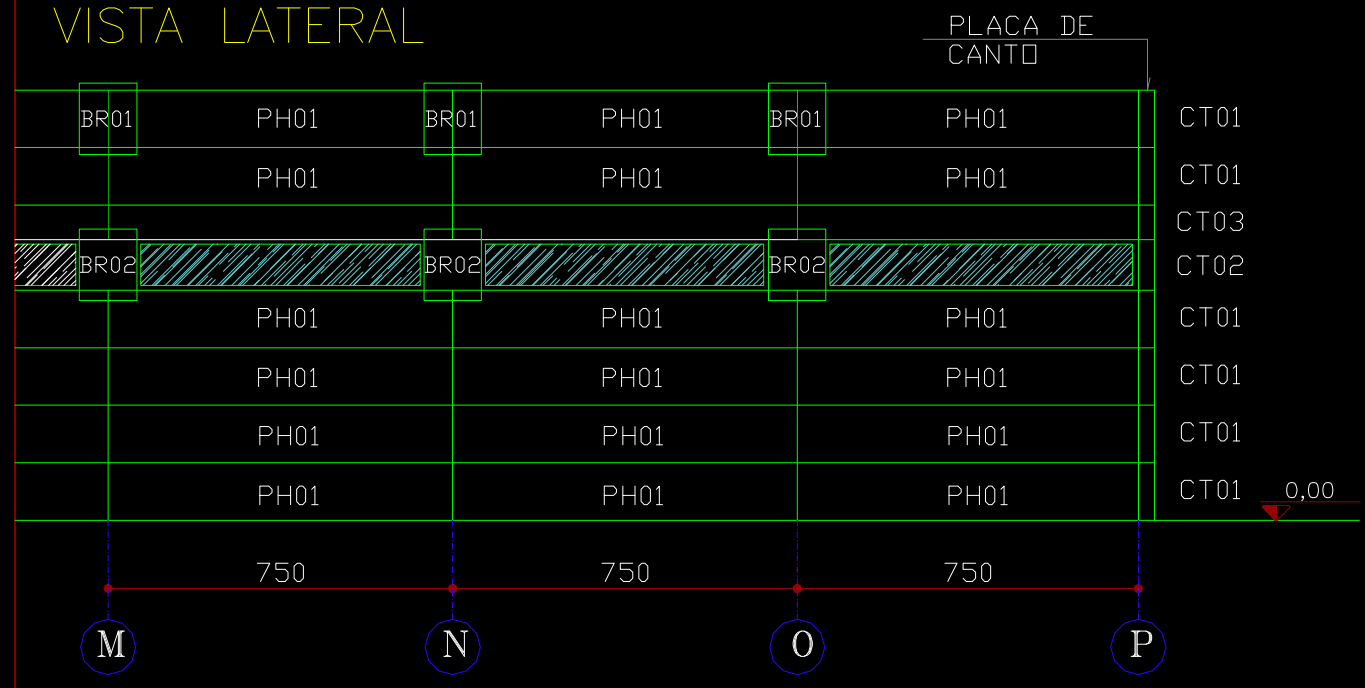 VISTA LATERAL
PLACA DE
CANTO
BR01 PH01 BR01 PH01 BR01 PH01 CT01
PH01 PH01 PH01 CT01
CT03
BR02 BR02 BR02 CT02
PH01 PH01 PH01 CT01
PH01 PH01 PH01 CT01
PH01 PH01 PH01 CT01
PH01 PH01 PH01 CT01
0,00
750 750 750
M N O P